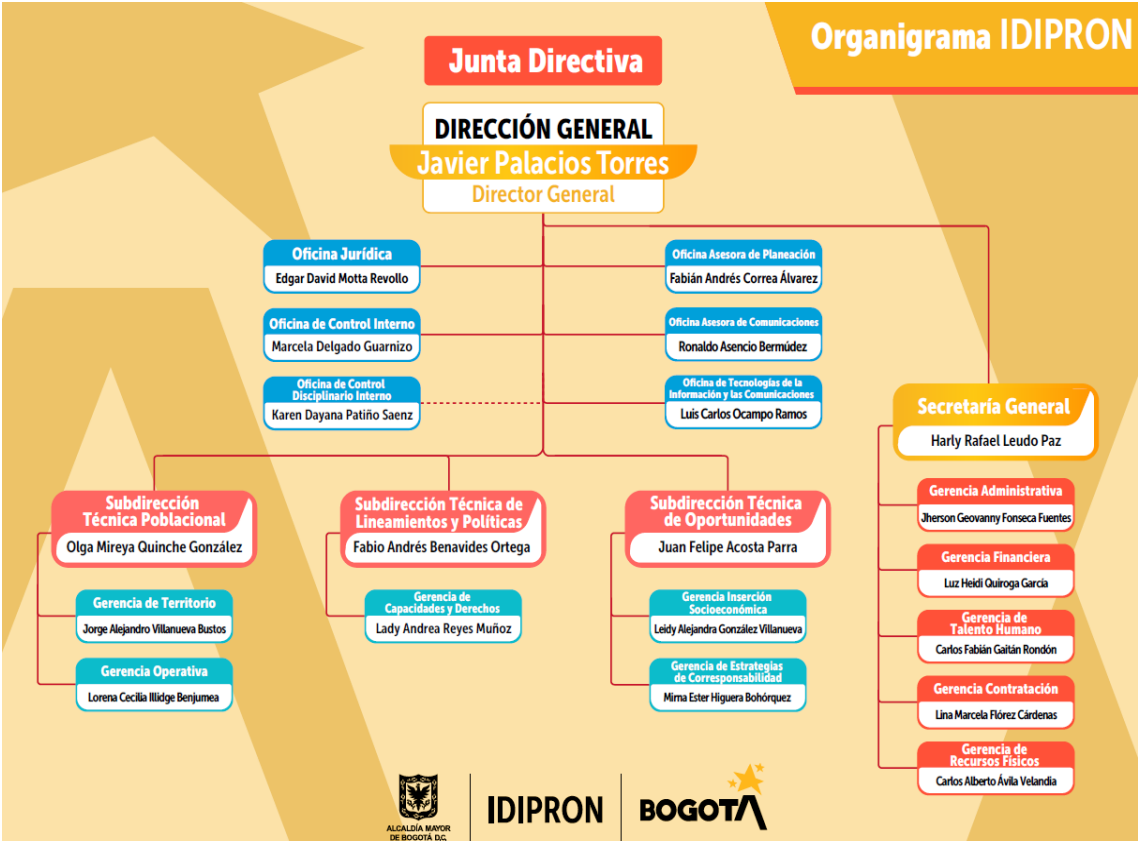 Organigrama IDIPRON
Junta Directiva
DIRECCIÓN GENERAL
Javier Palacios Torres
Director General
Oficina Jurídica
Edgar David Motta Revollo
Oficina Asesora de Planeación
Fabián Andrés Correa Álvarez
Oficina de Control Interno
Marcela Delgado Guarnizo
Oficina Asesora de Comunicaciones
Ronaldo Asencio Bermúdez
Oficina de Control
Disciplinario Interno
Karen Dayana Patiño Saenz
Oficina de Tecnologías de la
Información y las Comunicaciones
Luis Carlos Ocampo Ramos
Secretaría General
Harly Rafael Leudo Paz
Gerencia Administrativa
Jherson Geovanny Fonseca Fuentes
Gerencia Financiera
Luz Heidi Quiroga García
Gerencia de
Talento Humano
Carlos Fabián Gaitán Rondón
Gerencia Contratación
Lina Marcela Flórez Cárdenas
Gerencia de
Recursos Físicos
Carlos Alberto Ávila Velandia
Subdirección
Técnica Poblacional
Olga Mireya Quinche González
Gerencia de Territorio
Jorge Alejandro Villanueva Bustos
Gerencia Operativa
Lorena Cecilia Illidge Benjumea
Subdirección Técnica de
Lineamientos y Políticas
Fabio Andrés Benavides Ortega
Gerencia de
Capacidades y Derechos
Lady Andrea Reyes Muñoz
Subdirección Técnica
de Oportunidades
Juan Felipe Acosta Parra
Gerencia Inserción
Socioeconómica
Leidy Alejandra González Villanueva
Gerencia de Estrategias
de Corresponsabilidad
Mirna Ester Higuera Bohórquez
ALCALDÍA MAYOR
DE BOGOTÁ D.C.
IDIPRON
BOGOTÁ